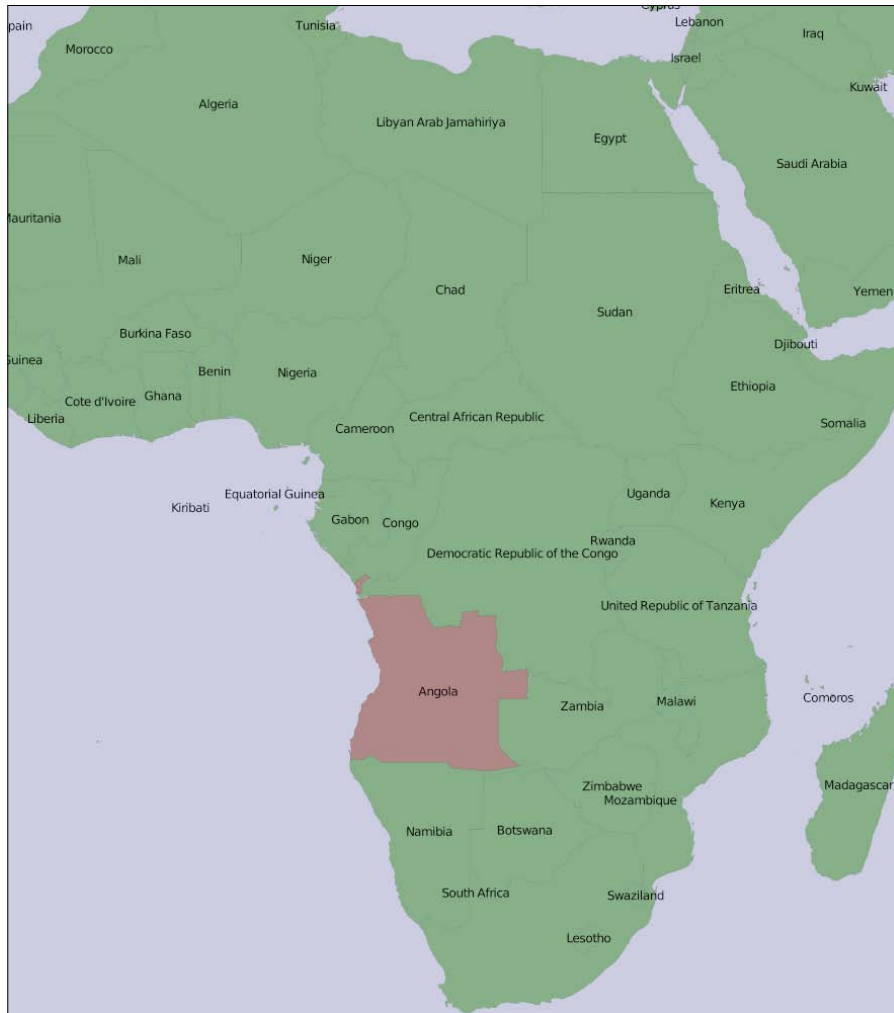 Cyprus
pain
Tunisia
Lebanon
Iraq
Morocco
Israel
Kuwait
Algeria
Libyan Arab Jamahiriya
Egypt
Saudi Arabia
Mauritania
Mali
Niger
Chad
Eritrea
Yemen
Sudan
Burkina Faso
Djibouti
Guinea
Benin
Nigeria
Ethiopia
Cote d'Ivoire
Ghana
Liberia
Central African Republic
Cameroon
Somalia
Equatorial Guinea
Uganda
Kiribati
Kenya
Gabon
Congo
Rwanda
Democratic Republic of the Congo
United Republic of Tanzania
Angola
Comoros
Zambia
Malawi
Zimbabwe
Madagascar
Mozambique
Namibia
Botswana
South Africa
Swaziland
Lesotho